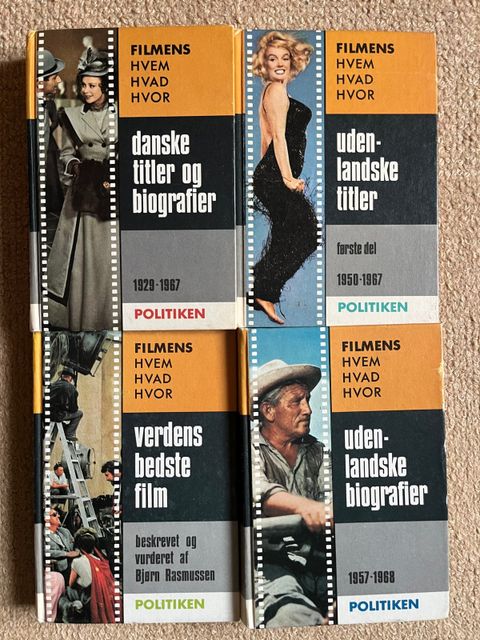 FILMENS
HVEM
HVAD
HVOR
danske
titler og
biografier
1929-1967
POLITIKEN
FILMENS
HVEM
HVAD
HVOR
uden-
landske
titler
første del
1950-1967
POLITIKEN
FILMENS
HVEM
HVAD
HVOR
verdens
bedste
film
beskrevet og
vurderet af
Bjørn Rasmussen
POLITIKEN
FILMENS
HVEM
HVAD
HVOR
uden-
landske
biografier
1957-1968
POLITIKEN